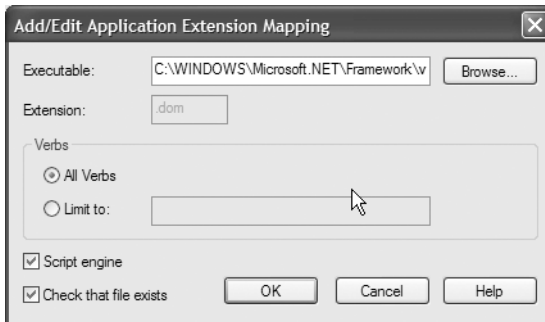 Add/Edit Application Extension Mapping
Executable: C:\WINDOWS\Microsoft.NET\Framework\v Browse...
Extension: .dom
Verbs
All Verbs
Limit to:
Script engine
Check that file exists OK Cancel Help